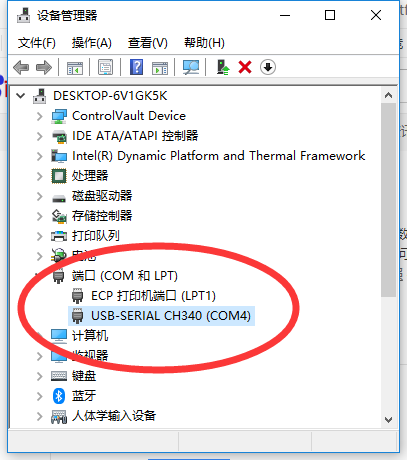 设备管理器
文件(F) 操作(A) 查看(V) 帮助(H)
DESKTOP-6V1GK5K
ControlVault Device
IDE ATA/ATAPI 控制器
Intel(R) Dynamic Platform and Thermal Framework
处理器
磁盘驱动器
存储控制器
打印队列
电池
端口 (COM 和 LPT)
ECP 打印机端口 (LPT1)
USB-SERIAL CH340 (COM4)
计算机
监视器
键盘
蓝牙
人体学输入设备